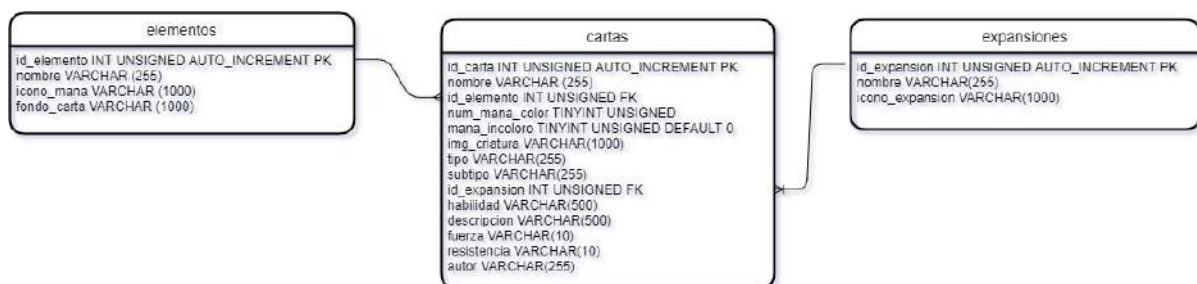 elementos
id_elemento INT UNSIGNED AUTO_INCREMENT PK
nombre VARCHAR (255)
icono_mana VARCHAR (1000)
fondo_carta VARCHAR (1000)
cartas
id_carta INT UNSIGNED AUTO_INCREMENT PK
nombre VARCHAR (255)
id_elemento INT UNSIGNED FK
num_mana_color TINYINT UNSIGNED
mana_incoloro TINYINT UNSIGNED DEFAULT 0
img_criatura VARCHAR(1000)
tipo VARCHAR(255)
subtipo VARCHAR(255)
id_expansion INT UNSIGNED FK
habilidad VARCHAR(500)
descripcion VARCHAR(500)
fuerza VARCHAR(10)
resistencia VARCHAR(10)
autor VARCHAR(255)
expansiones
id_expansion INT UNSIGNED AUTO_INCREMENT PK
nombre VARCHAR(255)
icono_expansion VARCHAR(1000)